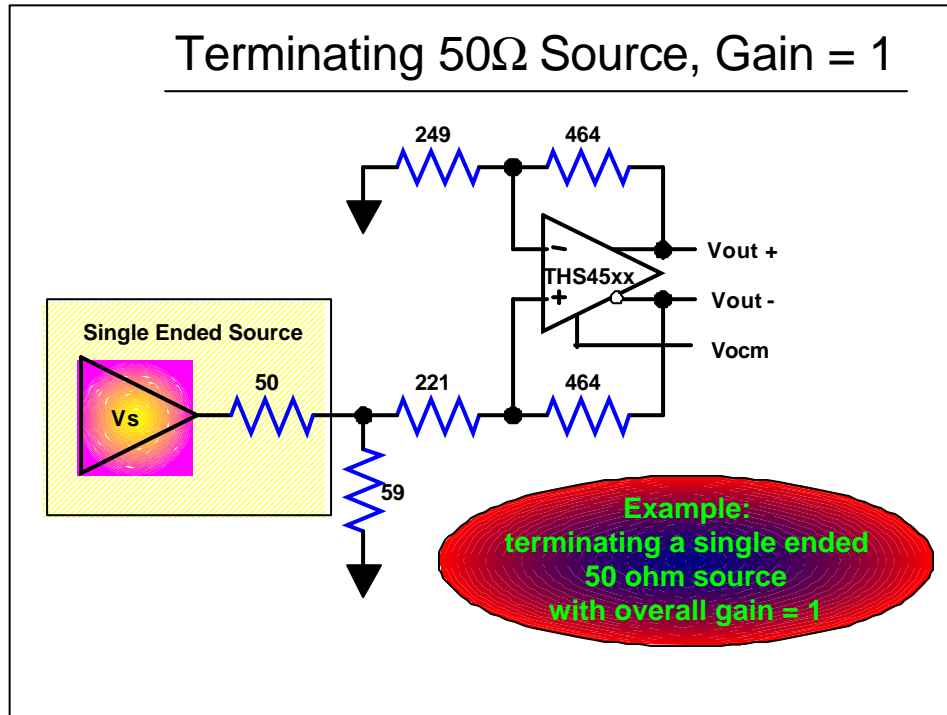 Terminating 50Ω Source, Gain = 1
249
464
-
THS45xx
+
Vout +
Vout -
Vocm
Single Ended Source
Vs
50
221
464
59
Example:
terminating a single ended
50 ohm source
with overall gain = 1